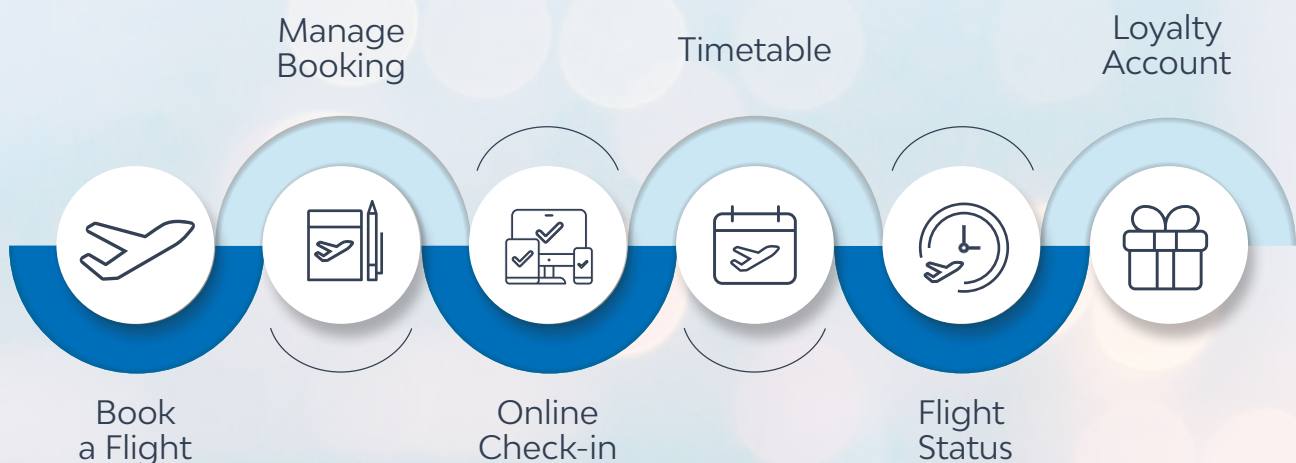 Manage
Booking
Timetable
Loyalty
Account
Book
a Flight
Online
Check-in
Flight
Status